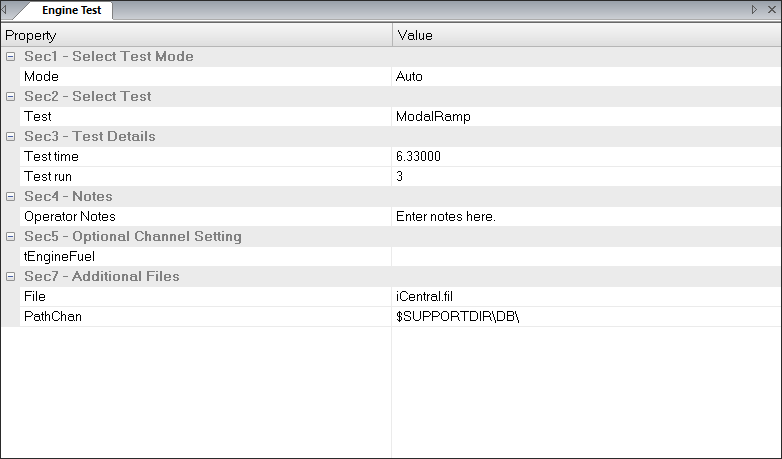 Engine Test
Property Value
Sec1 - Select Test Mode
Mode Auto
Sec2 - Select Test
Test ModalRamp
Sec3 - Test Details
Test time 6.33000
Test run 3
Sec4 - Notes
Operator Notes Enter notes here.
Sec5 - Optional Channel Setting
tEngineFuel
Sec7 - Additional Files
File iCentral.fil
PathChan $SUPPORTDIR\DB\